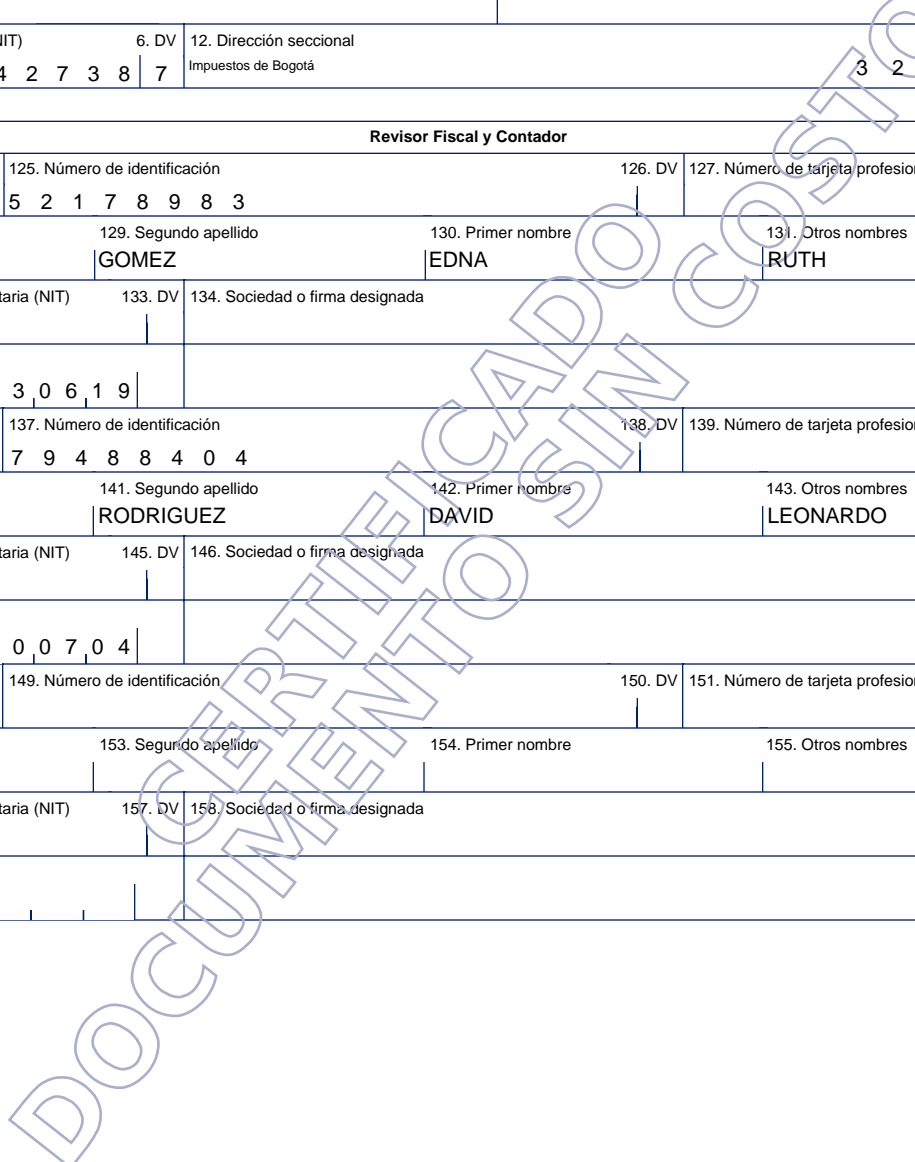 NIT) 6. DV 12. Dirección seccional
4 2 7 3 8 7 Impuestos de Bogotá 3 2
Revisor Fiscal y Contador
125. Número de identificación 126. DV 127. Número de tarjeta profesion
5 2 1 7 8 9 8 3
129. Segundo apellido 130. Primer nombre 131. Otros nombres
GOMEZ EDNA RUTH
taria (NIT) 133. DV 134. Sociedad o firma designada
3 0 6 1 9
137. Número de identificación 138. DV 139. Número de tarjeta profesion
7 9 4 8 8 4 0 4
141. Segundo apellido 142. Primer nombre 143. Otros nombres
RODRIGUEZ DAVID LEONARDO
taria (NIT) 145. DV 146. Sociedad o firma designada
0 0 7 0 4
149. Número de identificación 150. DV 151. Número de tarjeta profesion
153. Segundo apellido 154. Primer nombre 155. Otros nombres
taria (NIT) 157. DV 158. Sociedad o firma designada
CERTIFICADO
DOCUMENTO SIN COSTO